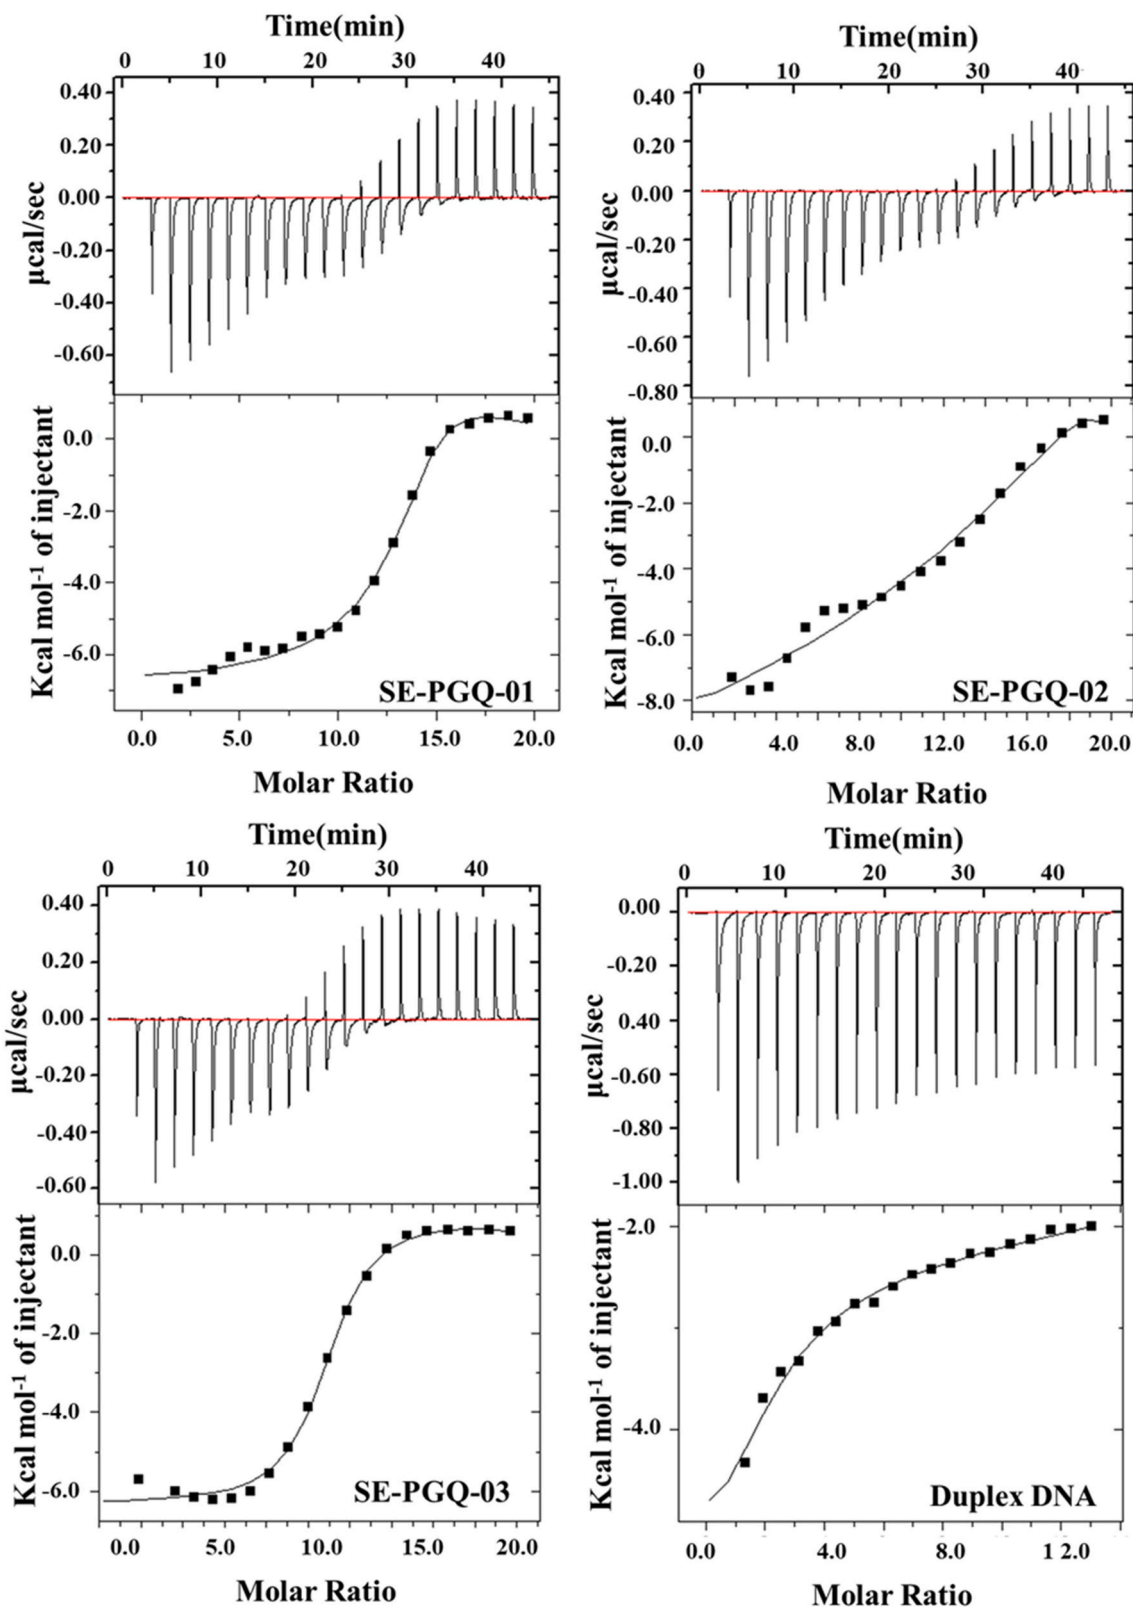 Time(min)
0 10 20 30 40
0.40
0.20
0.00
-0.20
-0.40
-0.60
µcal/sec
0.0
-2.0
-4.0
-6.0
Kcal mol-1 of injectant
SE-PGQ-01
0.0 5.0 10.0 15.0 20.0
Molar Ratio
Time(min)
0 10 20 30 40
0.40
0.20
0.00
-0.20
-0.40
-0.60
-0.80
µcal/sec
0.0
-2.0
-4.0
-6.0
-8.0
Kcal mol-1 of injectant
SE-PGQ-02
0.0 4.0 8.0 12.0 16.0 20.0
Molar Ratio
Time(min)
0 10 20 30 40
0.40
0.20
0.00
-0.20
-0.40
-0.60
µcal/sec
0.0
-2.0
-4.0
-6.0
Kcal mol-1 of injectant
SE-PGQ-03
0.0 5.0 10.0 15.0 20.0
Molar Ratio
Time(min)
0 10 20 30 40
0.00
-0.20
0.40
-0.60
-0.80
-1.00
µcal/sec
-2.0
-4.0
Kcal mol-1 of injectant
Duplex DNA
0.0 4.0 8.0 12.0
Molar Ratio